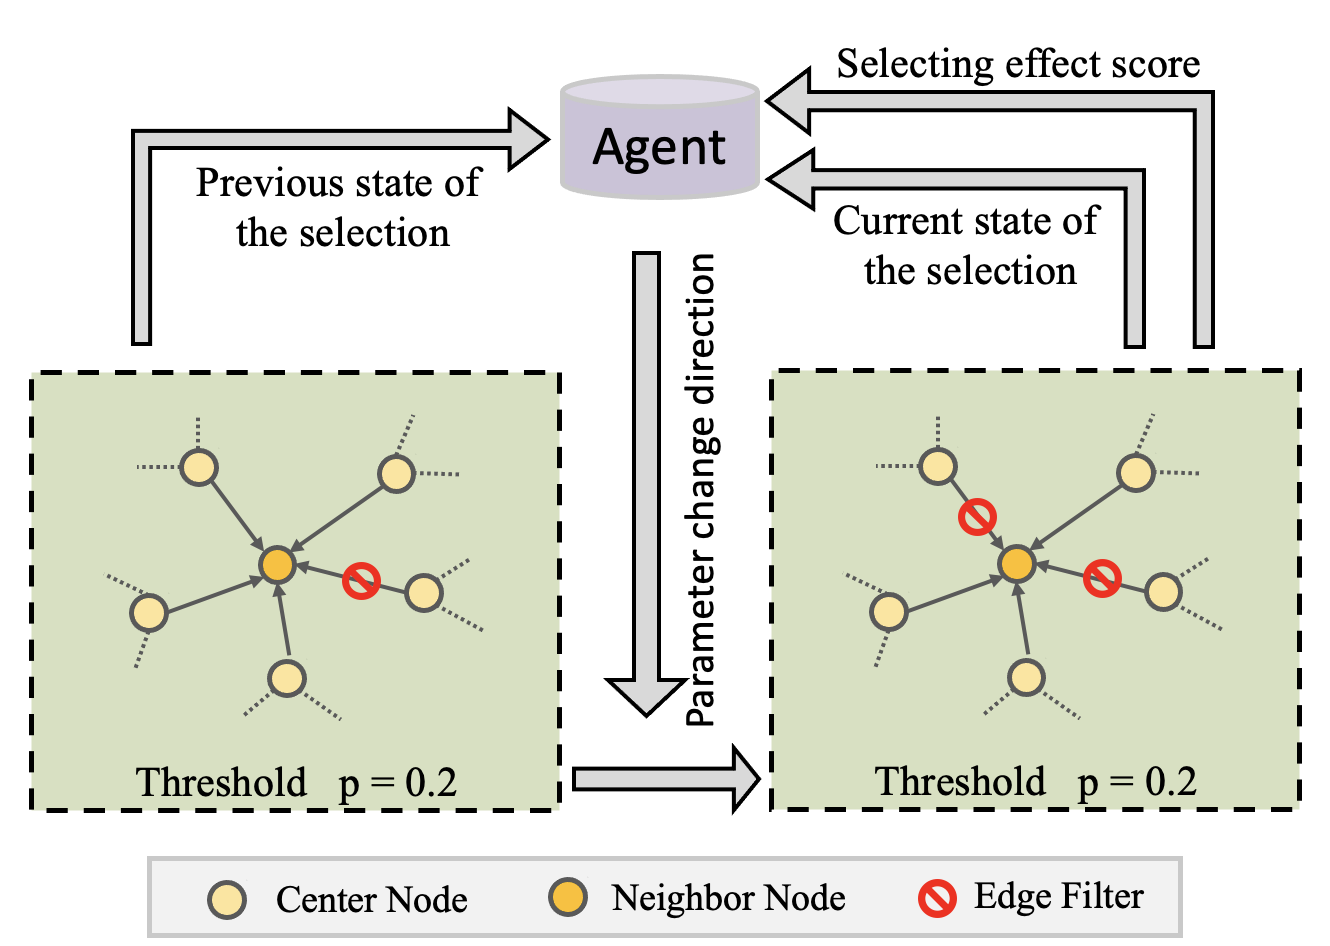 Selecting effect score
Agent
Previous state of
the selection
Current state of
the selection
Parameter change direction
Threshold p = 0.2
Threshold p = 0.2
Center Node
Neighbor Node
Edge Filter